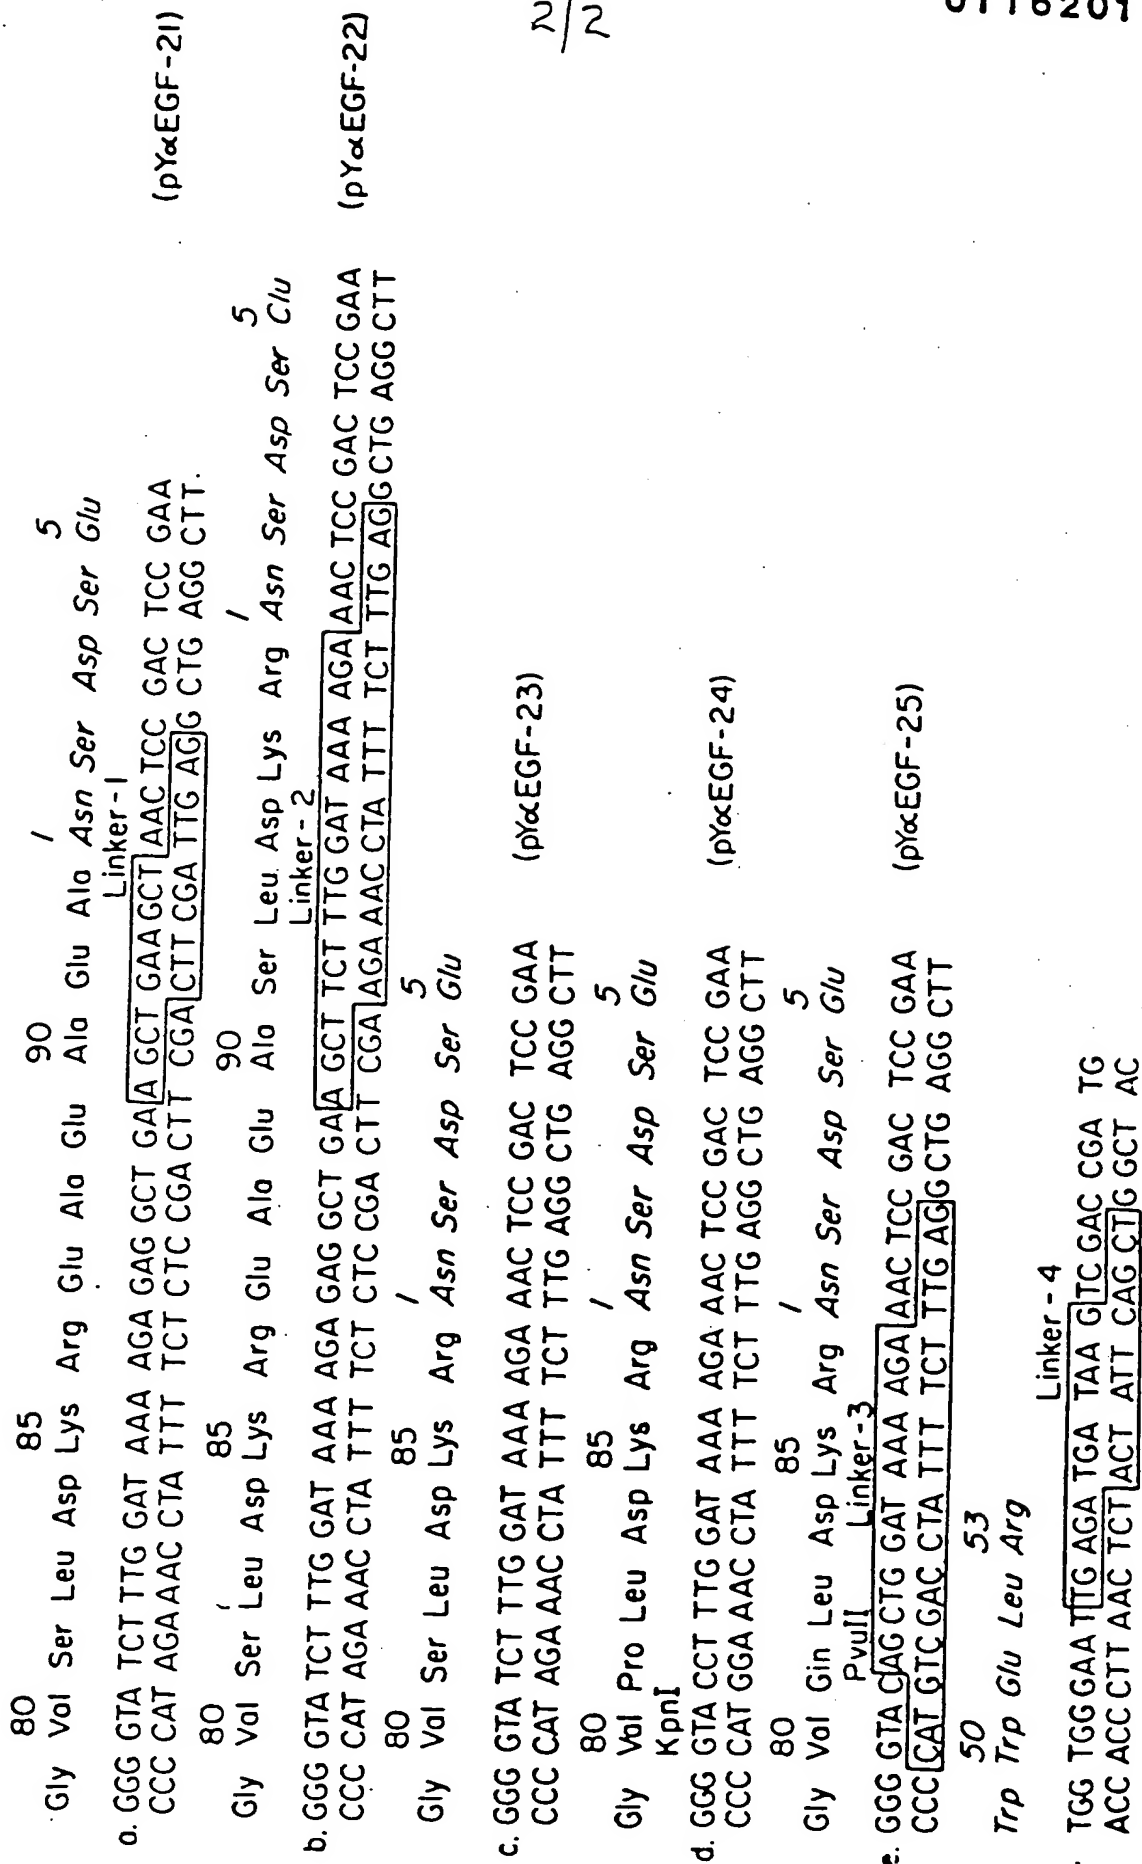 2/2
0116201
80 85 90 1 5
Gly Val Ser Leu Asp Lys Arg Glu Ala Glu Ala Glu Ala Asn Ser Asp Ser Glu
Linker-1
a. GGG GTA TCT TTG GAT AAA AGA GAG GCT GAA GCT GAA GCT AAC TCC GAC TCC GAA (pYαEGF-21)
CCC CAT AGA AAC CTA TTT TCT CTC CGA CTT CGA CTT CGA TTG AGG CTG AGG CTT.
80 85 90 1 5
Gly Val Ser Leu Asp Lys Arg Glu Ala Glu Ala Ser Leu. Asp Lys Arg Asn Ser Asp Ser Clu
Linker-2
b. GGG GTA TCT TTG GAT AAA AGA GAG GCT GAA GCT TCT TTG GAT AAA AGA AAC TCC GAC TCC GAA (pYαEGF-22)
CCC CAT AGA AAC CTA TTT TCT CTC CGA CTT CGA AGA AAC CTA TTT TCT TTG AGG CTG AGG CTT
80 85 1 5
Gly Val Ser Leu Asp Lys Arg Asn Ser Asp Ser Glu
c. GGG GTA TCT TTG GAT AAA AGA AAC TCC GAC TCC GAA (pYαEGF-23)
CCC CAT AGA AAC CTA TTT TCT TTG AGG CTG AGG CTT
80 85 1 5
Gly Val Pro Leu Asp Lys Arg Asn Ser Asp Ser Glu
KpnI
d. GGG GTA CCT TTG GAT AAA AGA AAC TCC GAC TCC GAA (pYαEGF-24)
CCC CAT GGA AAC CTA TTT TCT TTG AGG CTG AGG CTT
80 85 1 5
Gly Val Gin Leu Asp Lys Arg Asn Ser Asp Ser Glu
PvuII Linker-3
e. GGG GTA CAG CTG GAT AAA AGA AAC TCC GAC TCC GAA (pYαEGF-25)
CCC CAT GTC GAC CTA TTT TCT TTG AGG CTG AGG CTT
50 53
Trp Trp Glu Leu Arg
Linker-4
TGG TGG GAA TTG AGA TGA TAA GTC GAC CGA TG
ACC ACC CTT AAC TCT ACT ATT CAG CTG GCT AC